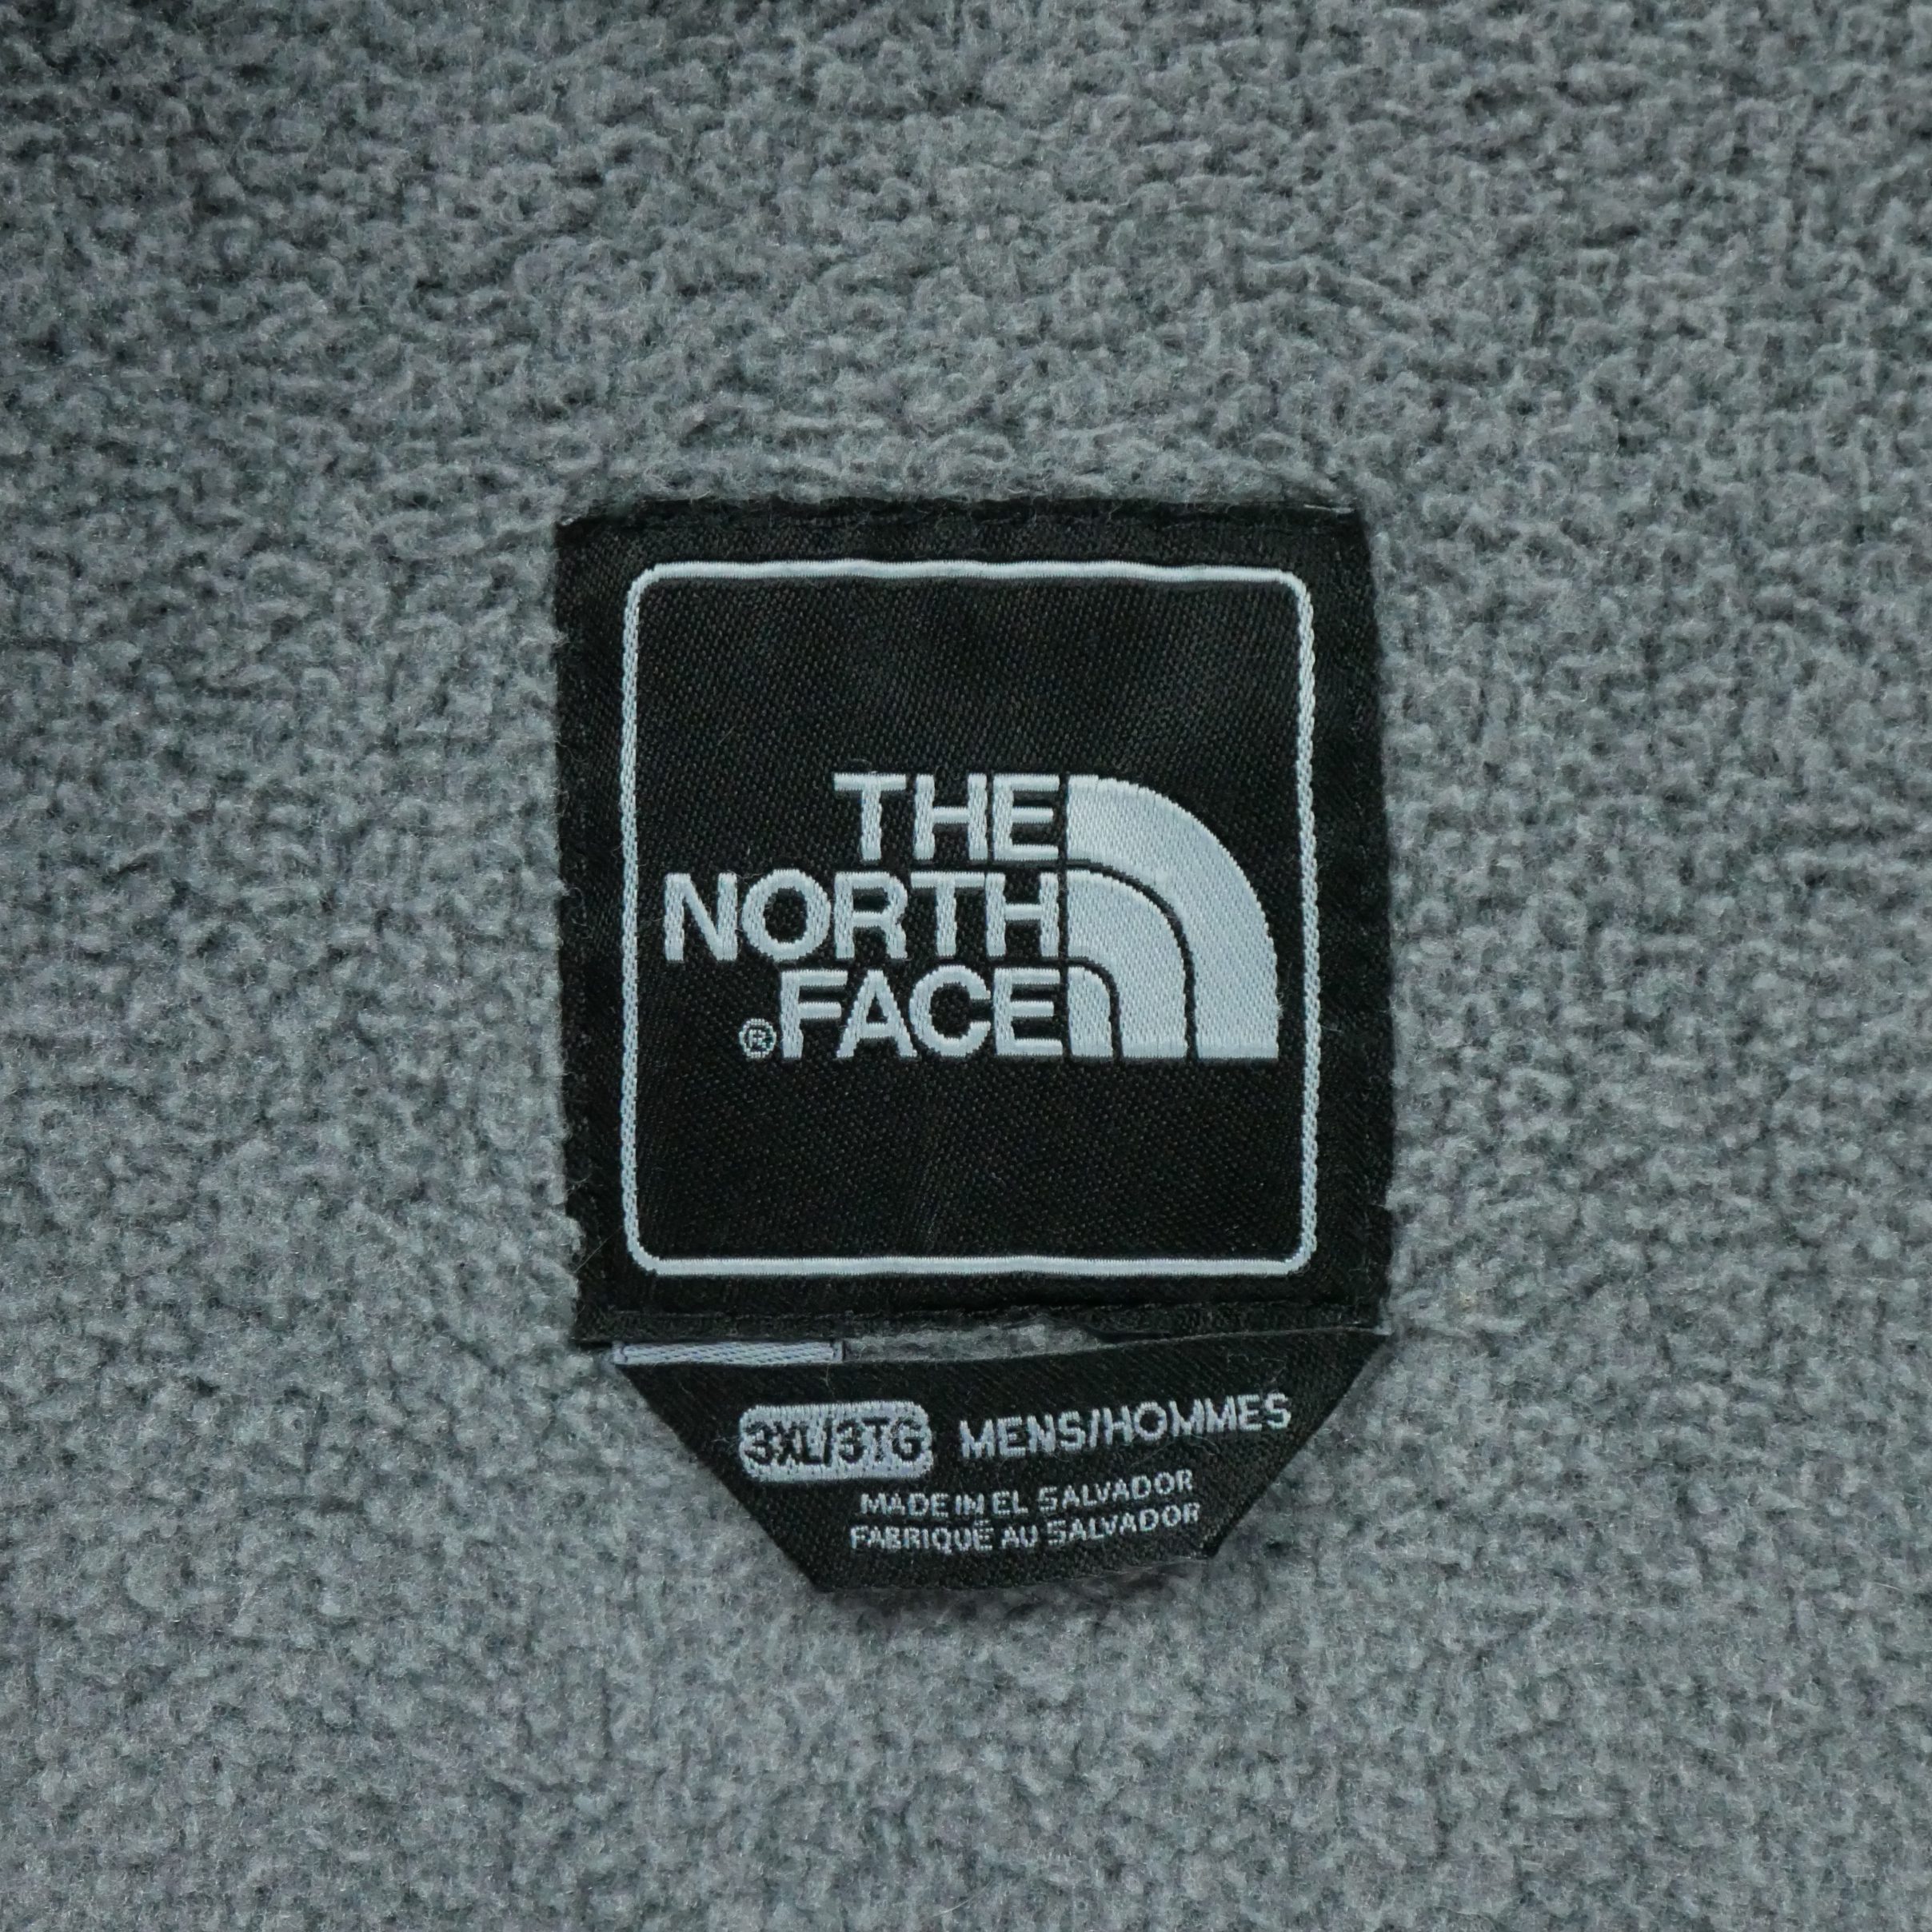 THE
NORTH
®FACE
3XL/3TG MENS/HOMMES
MADE IN EL SALVADOR
FABRIQUÉ AU SALVADOR